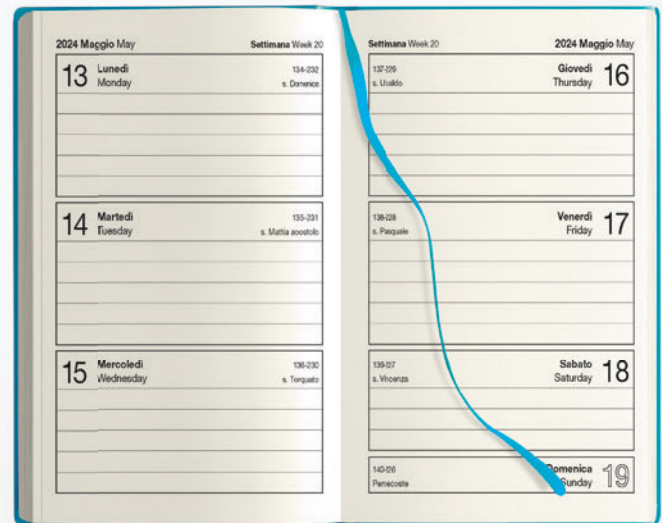 2024 Maggio May Settimana Week 20
13 Lunedì 134-232
Monday s. Domenica
14 Martedì 135-231
Tuesday s. Mattia apostolo
15 Mercoledì 136-230
Wednesday s. Torquato
Settimana Week 20 2024 Maggio May
137-229 Giovedì 16
s. Ubaldo Thursday
138-228 Venerdì 17
s. Pasquale Friday
139-227 Sabato 18
s. Vincenza Saturday
140-226 Domenica 19
Pentecoste Sunday